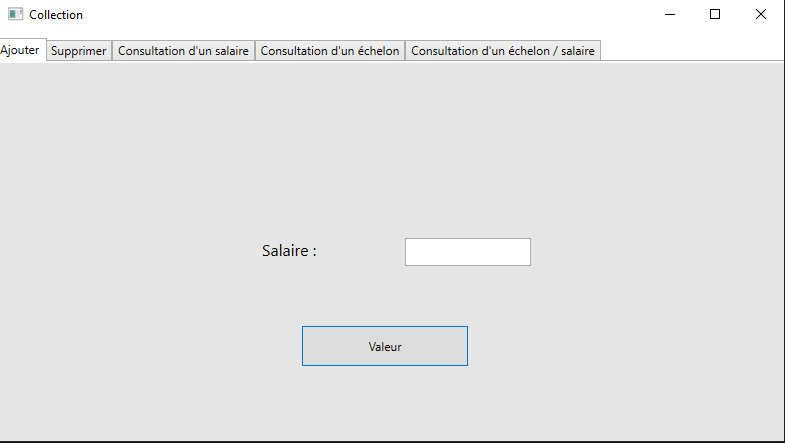 Collection
Ajouter Supprimer Consultation d'un salaire Consultation d'un échelon Consultation d'un échelon / salaire
Salaire :
Valeur